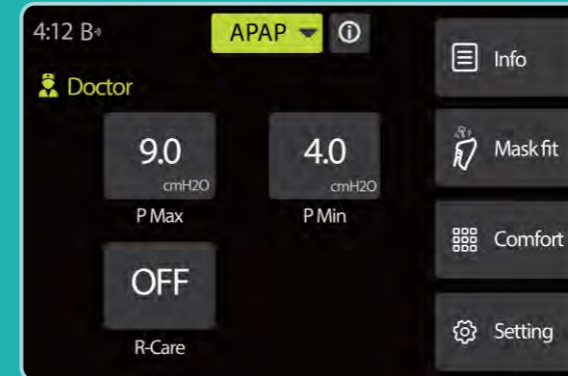 4:12 B
APAP
Doctor
9.0
cmH2O
P Max
4.0
cmH2O
P Min
OFF
R-Care
Info
Mask fit
Comfort
Setting